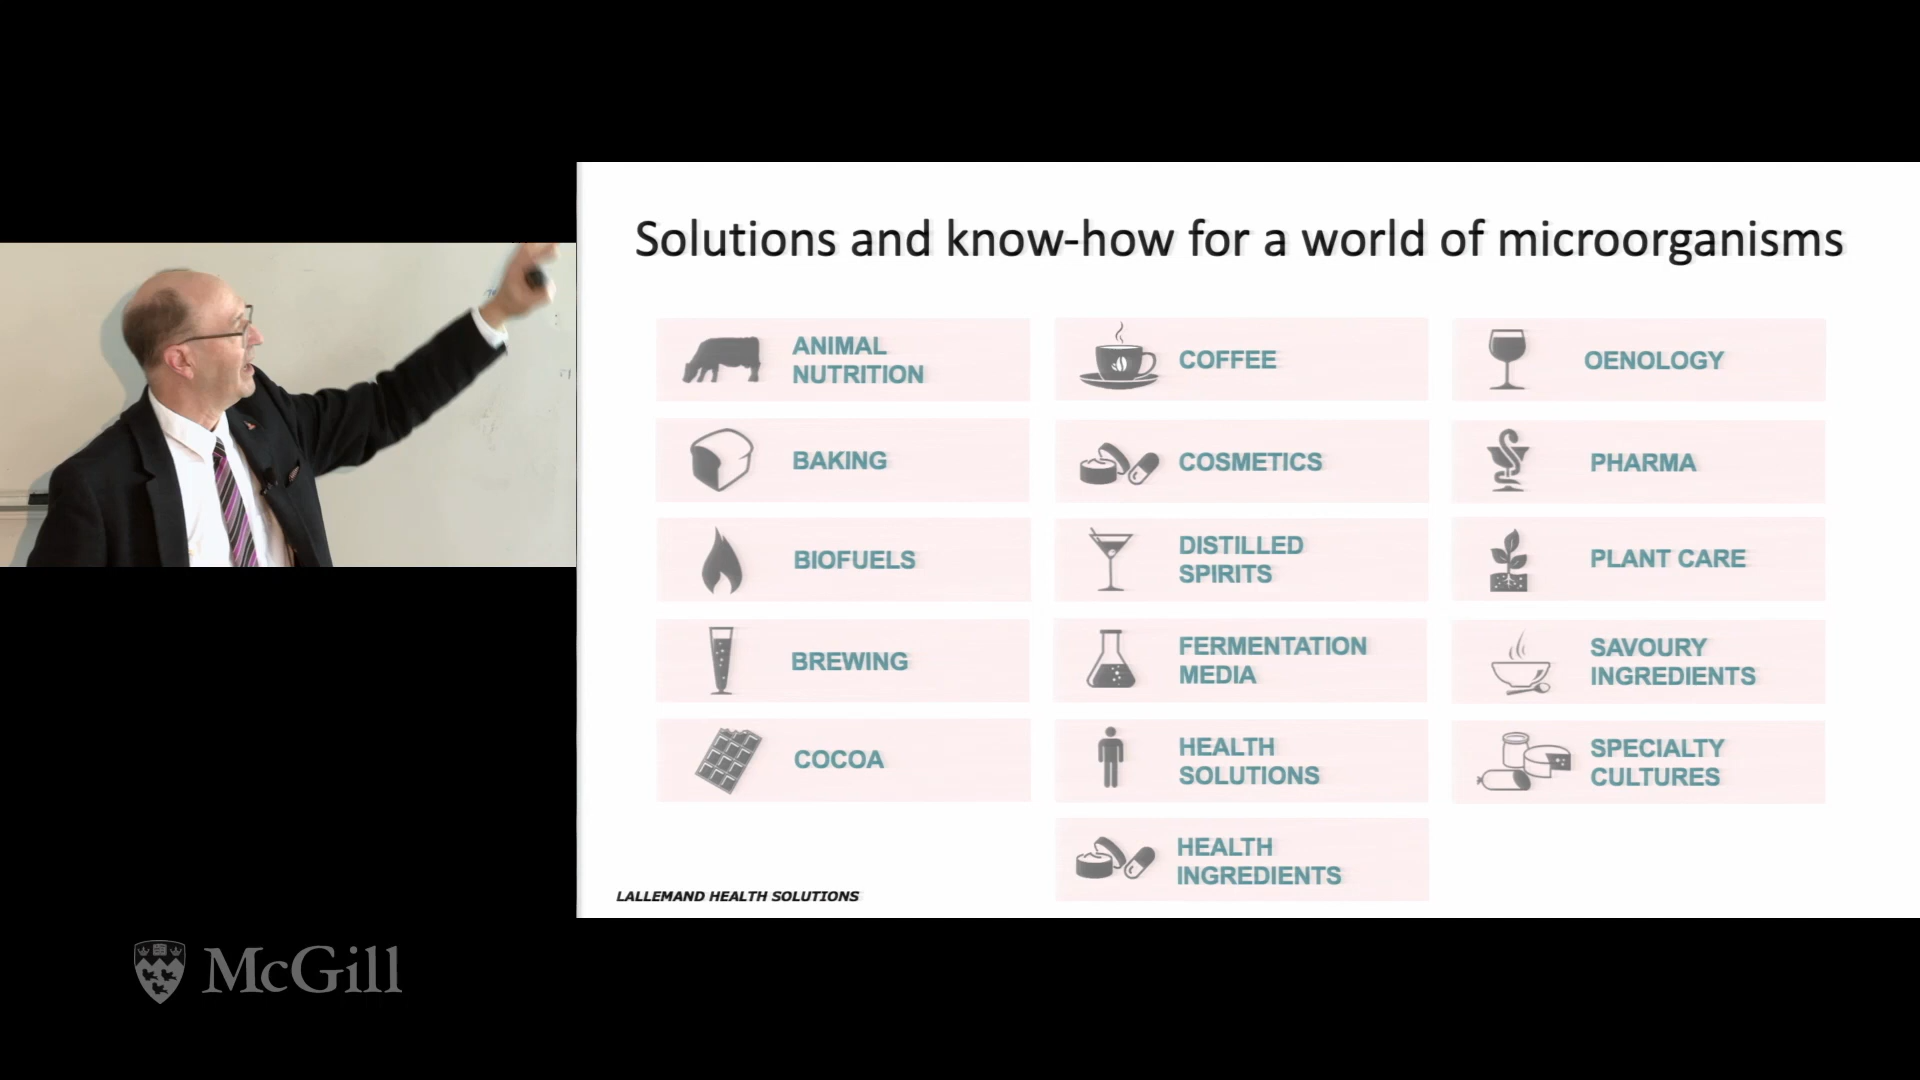 Solutions and know-how for a world of microorganisms
ANIMAL
NUTRITION
BAKING
BIOFUELS
BREWING
COCOA
COFFEE
COSMETICS
DISTILLED
SPIRITS
FERMENTATION
MEDIA
HEALTH
SOLUTIONS
HEALTH
INGREDIENTS
OENOLOGY
PHARMA
PLANT CARE
SAVOURY
INGREDIENTS
SPECIALTY
CULTURES
LALLEMAND HEALTH SOLUTIONS
McGill